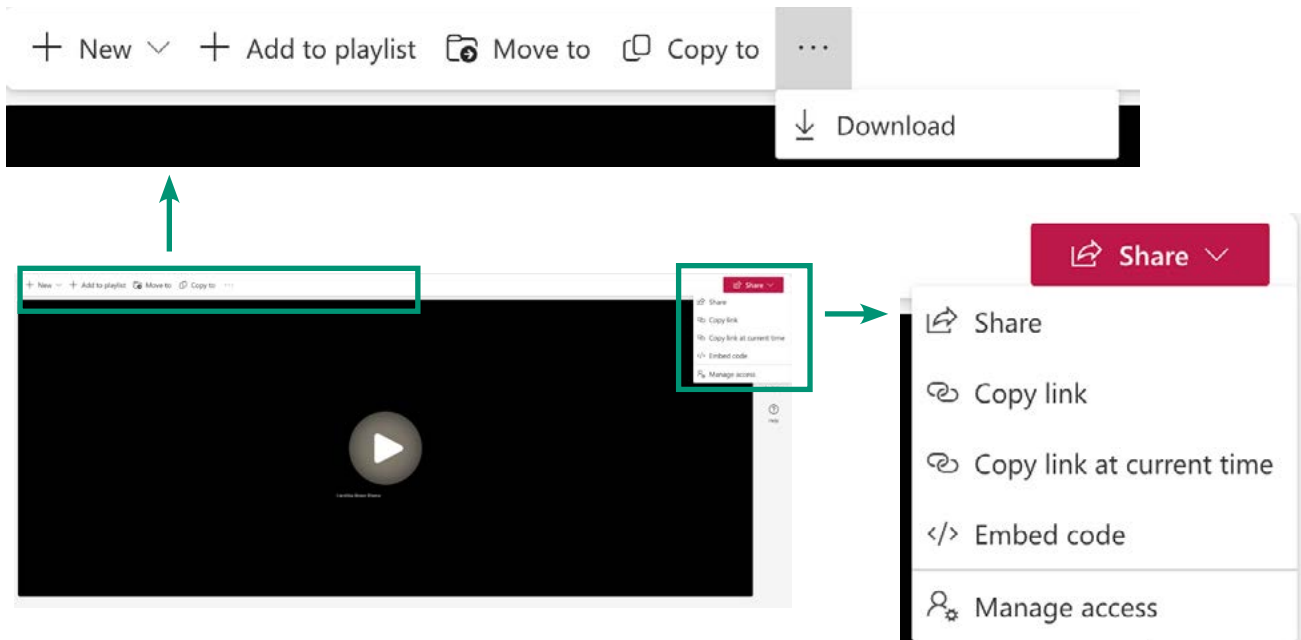 New
Add to playlist
Move to
Copy to
...
Download
New
Add to playlist
Move to
Copy to
...
Share
Share
Copy link
Copy link at current time
</> Embed code
Manage access
Help
Share
Share
Copy link
Copy link at current time
</> Embed code
Manage access